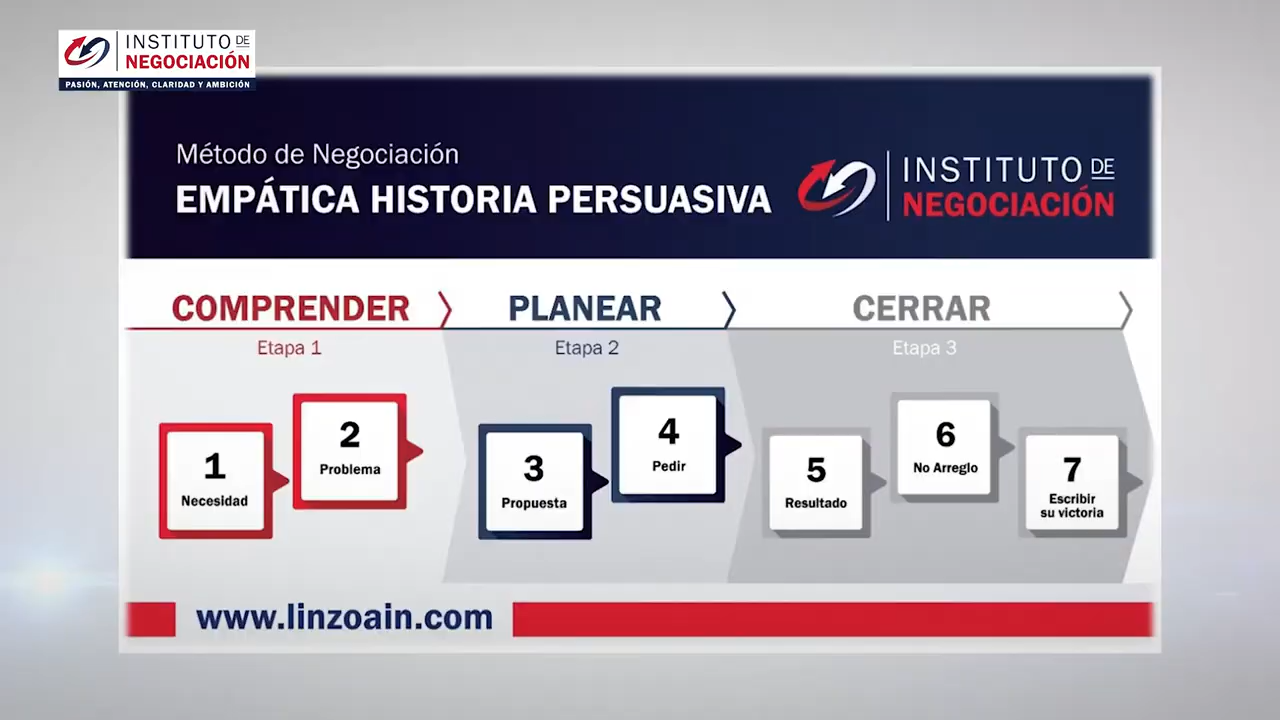 INSTITUTO DE
NEGOCIACIÓN
PASIÓN, ATENCIÓN, CLARIDAD Y AMBICIÓN
Método de Negociación
EMPÁTICA HISTORIA PERSUASIVA
INSTITUTO DE
NEGOCIACIÓN
COMPRENDER
PLANEAR
CERRAR
Etapa 1
Etapa 2
Etapa 3
1
Necesidad
2
Problema
3
Propuesta
4
Pedir
5
Resultado
6
No Arreglo
7
Escribir
su victoria
www.linzoain.com